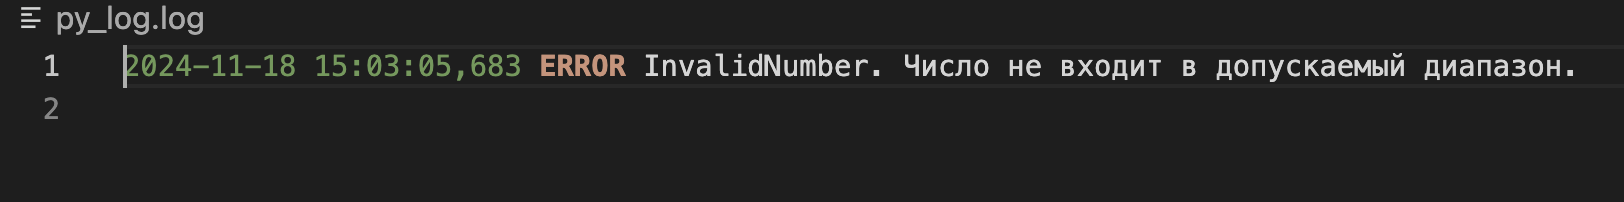 py_log.log
1 2024-11-18 15:03:05,683 ERROR InvalidNumber. Число не входит в допускаемый диапазон.
2